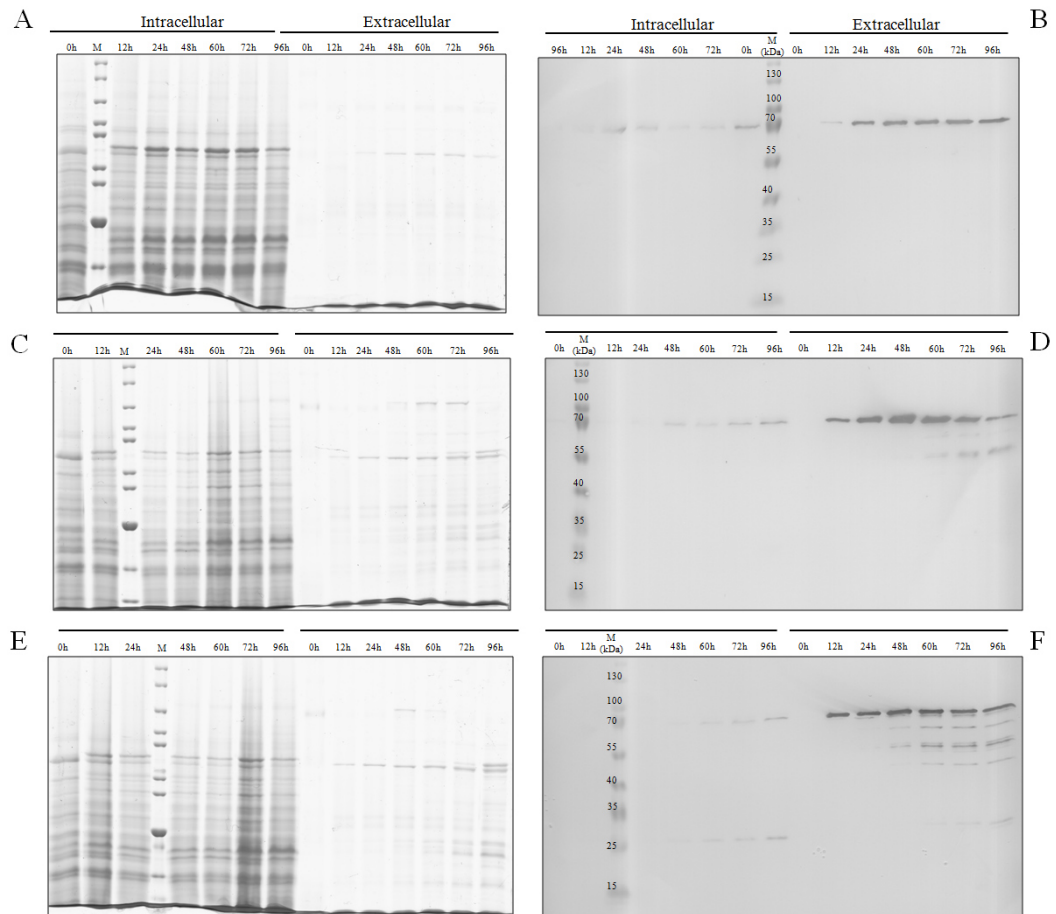 A
Intracellular Extracellular
0h M 12h 24h 48h 60h 72h 96h 0h 12h 24h 48h 60h 72h 96h
B
Intracellular Extracellular
96h 12h 24h 48h 60h 72h 0h M (kDa) 0h 12h 24h 48h 60h 72h 96h
130
100
70
55
40
35
25
15
C
0h 12h M 24h 48h 60h 72h 96h 0h 12h 24h 48h 60h 72h 96h
D
0h M (kDa) 12h 24h 48h 60h 72h 96h 0h 12h 24h 48h 60h 72h 96h
130
100
70
55
40
35
25
15
E
0h 12h 24h M 48h 60h 72h 96h 0h 12h 24h 48h 60h 72h 96h
F
0h 12h M (kDa) 24h 48h 60h 72h 96h 0h 12h 24h 48h 60h 72h 96h
130
100
70
55
40
35
25
15